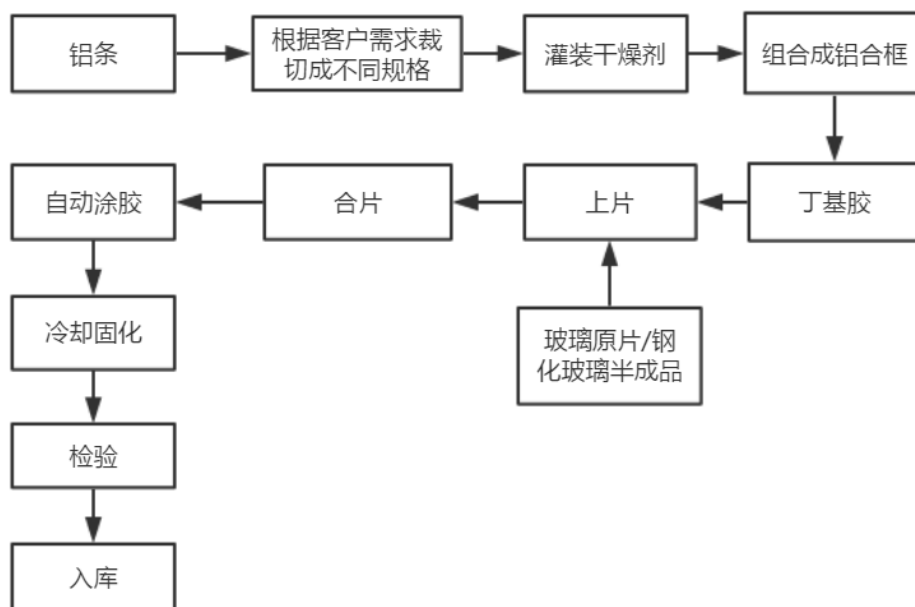 铝条
根据客户需求裁
切成不同规格
灌装干燥剂
组合成铝合框
丁基胶
上片
合片
自动涂胶
玻璃原片/钢
化玻璃半成品
冷却固化
检验
入库